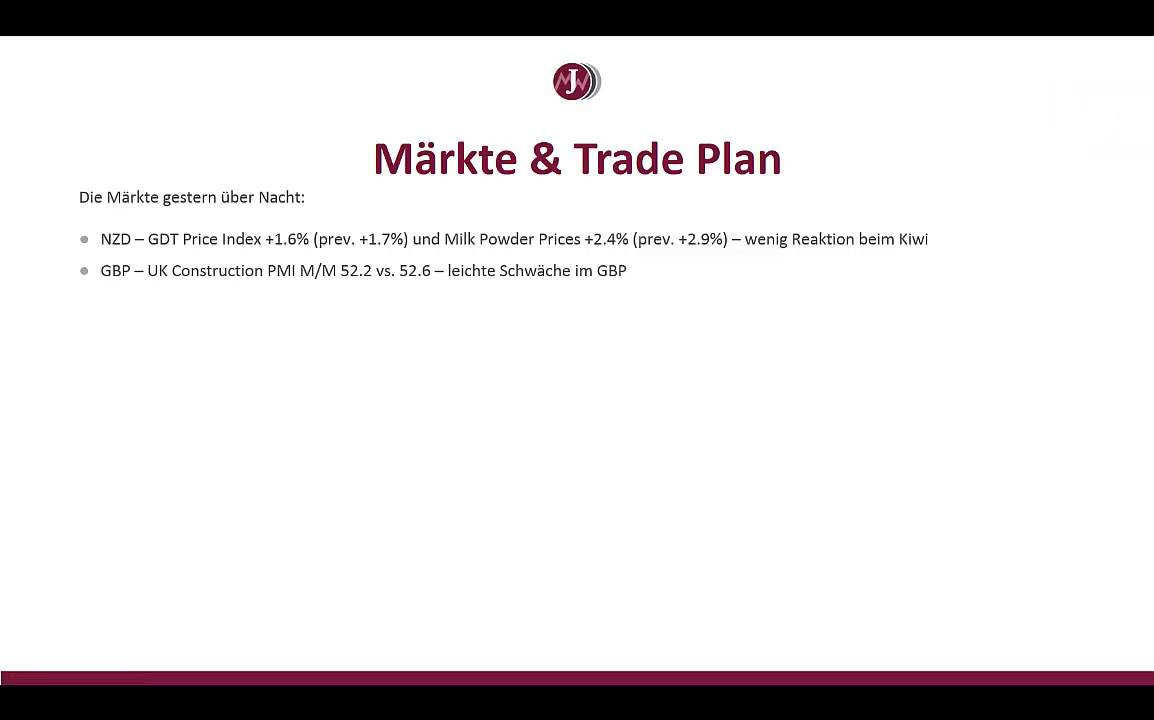 J
Märkte & Trade Plan
Die Märkte gestern über Nacht:
NZD – GDT Price Index +1.6% (prev. +1.7%) und Milk Powder Prices +2.4% (prev. +2.9%) – wenig Reaktion beim Kiwi
GBP – UK Construction PMI M/M 52.2 vs. 52.6 – leichte Schwäche im GBP